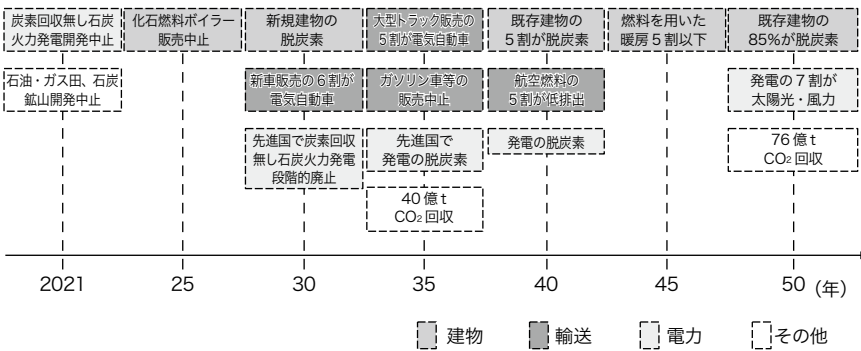 炭素回収無し石炭
火力発電開発中止
石油・ガス田、石炭
鉱山開発中止
化石燃料ボイラー
販売中止
新規建物の
脱炭素
新車販売の6割が
電気自動車
先進国で炭素回収
無し石炭火力発電
段階的廃止
大型トラック販売の
5割が電気自動車
ガソリン車等の
販売中止
先進国で
発電の脱炭素
40億t
CO₂回収
既存建物の
5割が脱炭素
航空燃料の
5割が低排出
発電の脱炭素
燃料を用いた
暖房5割以下
既存建物の
85%が脱炭素
発電の7割が
太陽光・風力
76億t
CO₂回収
2021 25 30 35 40 45 50 (年)
建物 輸送 電力 その他